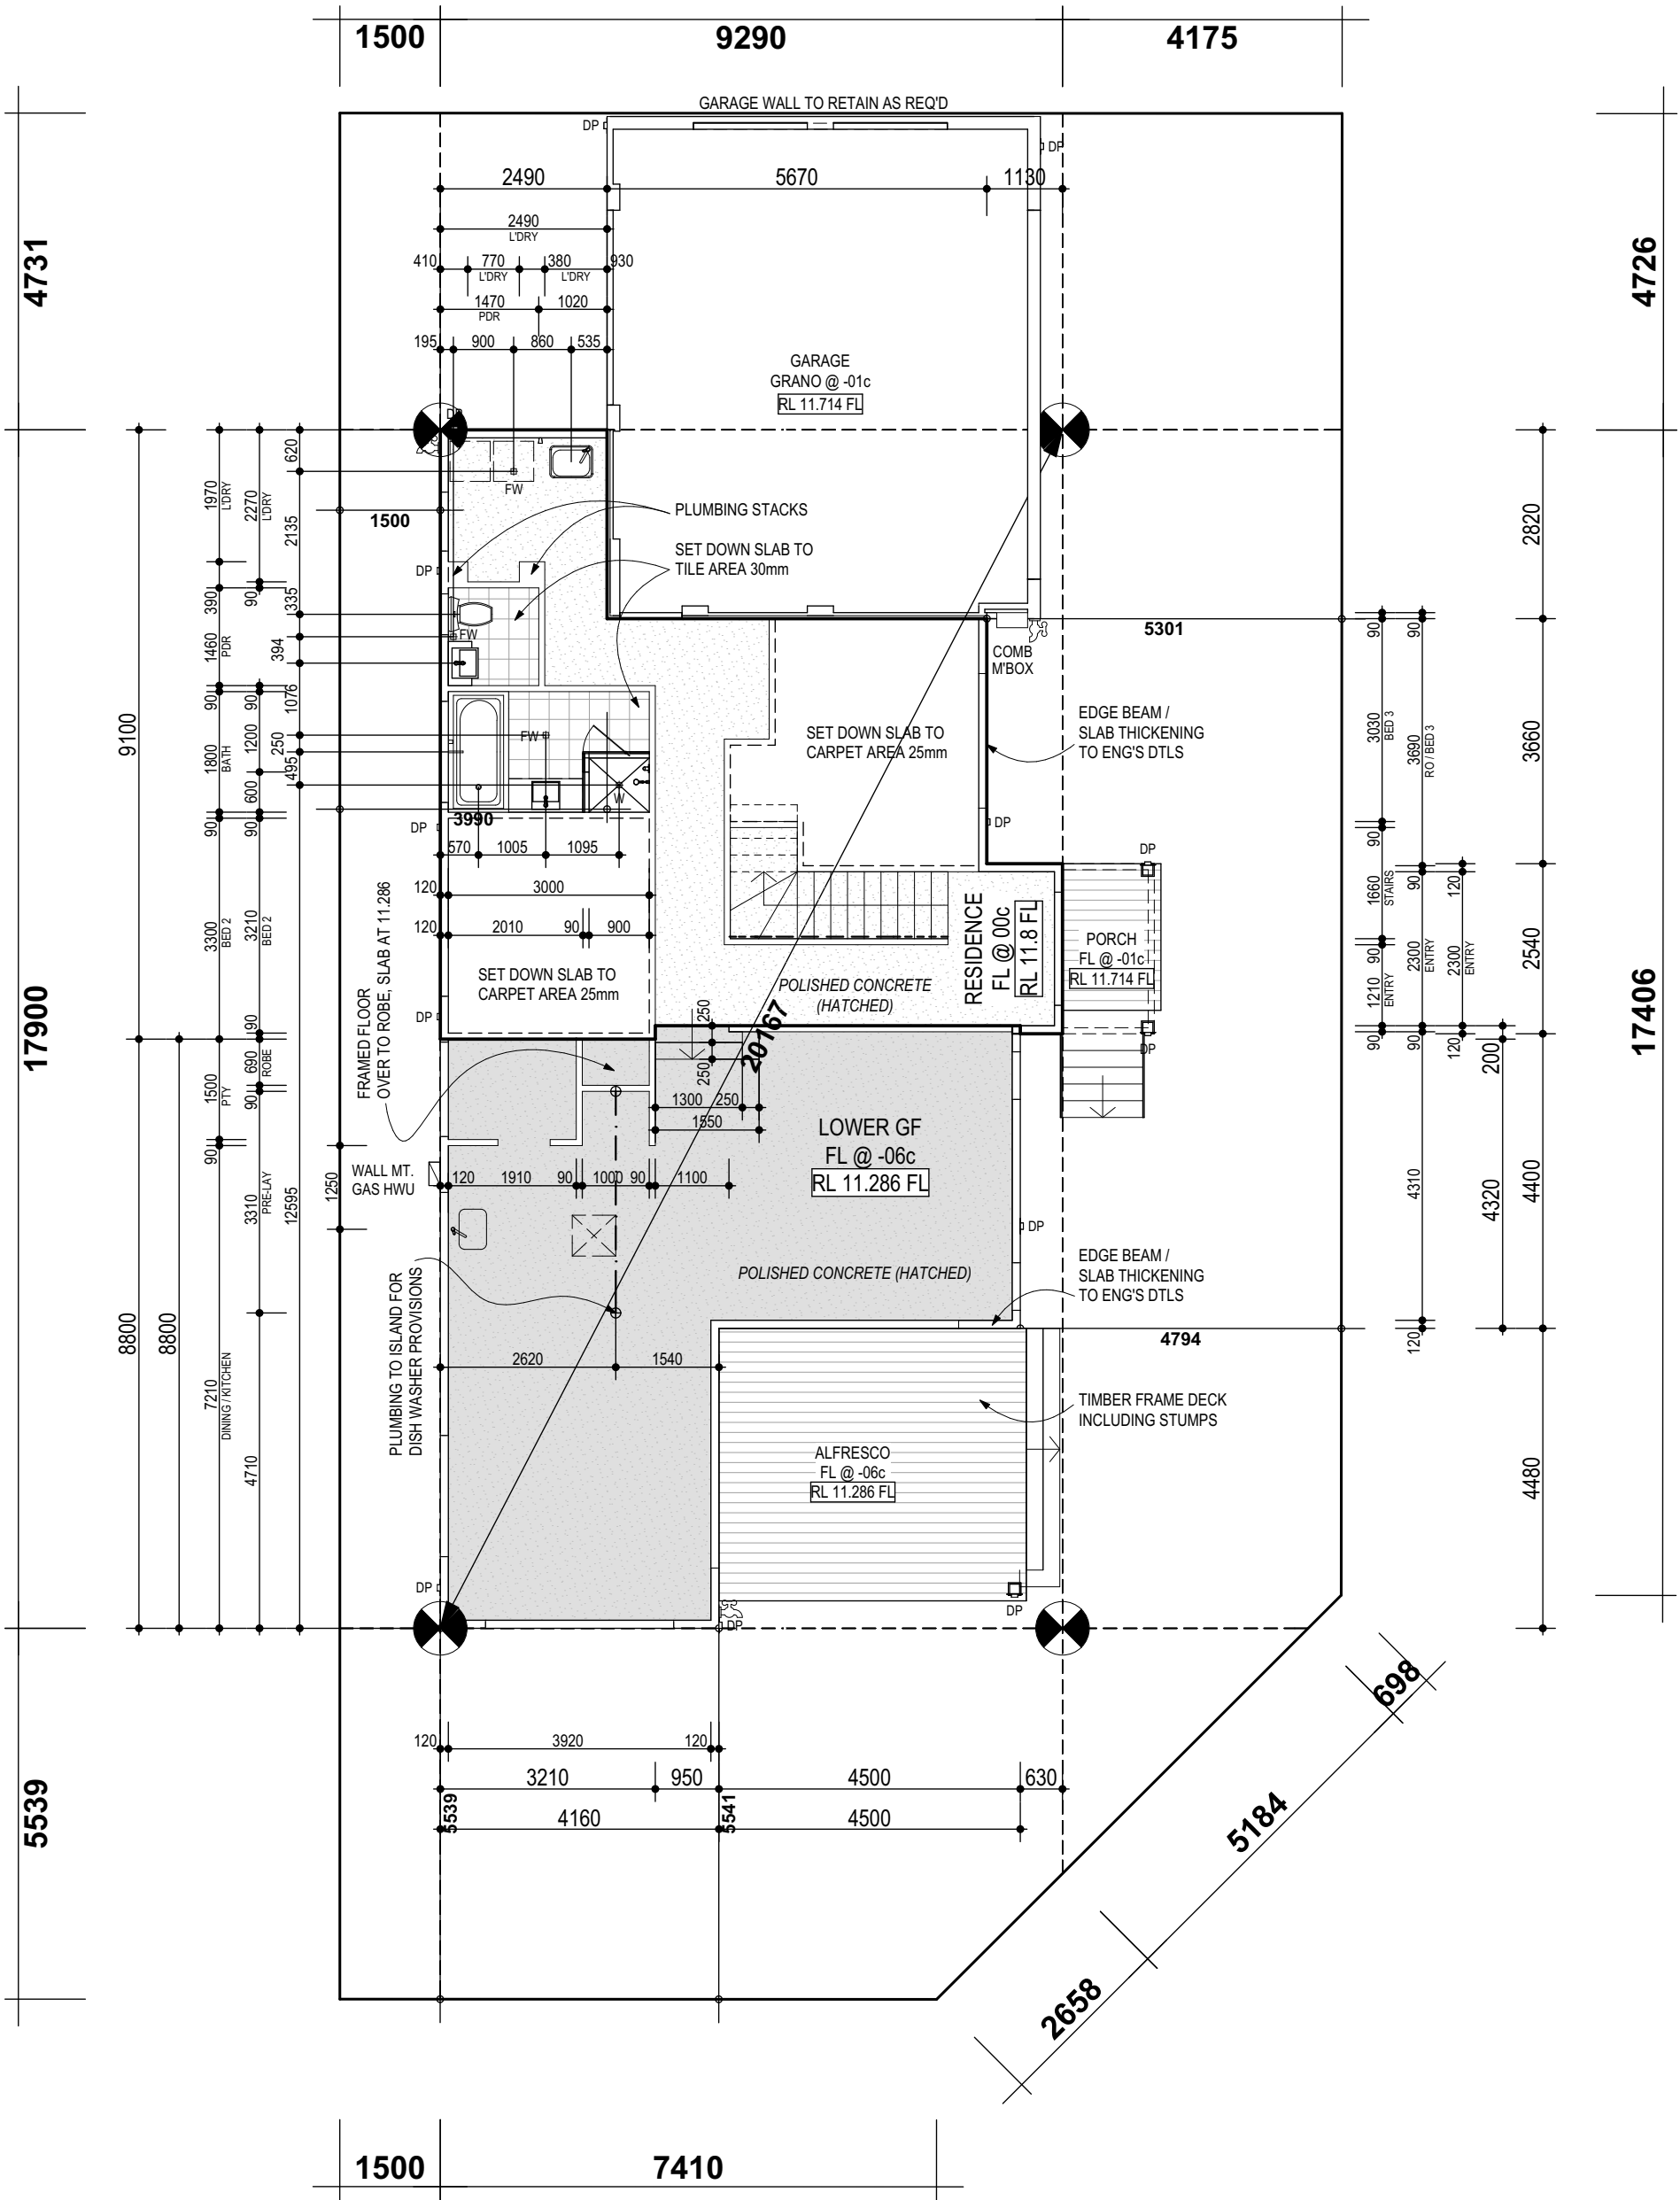 1500
9290
4175
GARAGE WALL TO RETAIN AS REQ'D
DP
DP
2490
5670
1130
2490
L'DRY
410
770
L'DRY
380
L'DRY
930
1470
PDR
1020
195
900
860
535
4731
4726
GARAGE
GRANO @ -01c
RL 11.714 FL
DP
FW
1500
PLUMBING STACKS
SET DOWN SLAB TO
TILE AREA 30mm
DP
FW
5301
COMB
M'BOX
EDGE BEAM /
SLAB THICKENING
TO ENG'S DTLS
SET DOWN SLAB TO
CARPET AREA 25mm
FW
W
3990
DP
DP
DP
570
1005
1095
120
3000
120
2010
90
900
SET DOWN SLAB TO
CARPET AREA 25mm
DP
RESIDENCE
FL @ 00c
RL 11.8 FL
PORCH
FL @ -01c
RL 11.714 FL
DP
POLISHED CONCRETE
(HATCHED)
20167
250
250
1300
250
1550
FRAMED FLOOR
OVER TO ROBE, SLAB AT 11.286
LOWER GF
FL @ -06c
RL 11.286 FL
WALL MT.
GAS HWU
1250
120
1910
90
1000
90
1100
DP
POLISHED CONCRETE (HATCHED)
EDGE BEAM /
SLAB THICKENING
TO ENG'S DTLS
PLUMBING TO ISLAND FOR
DISH WASHER PROVISIONS
4794
2620
1540
TIMBER FRAME DECK
INCLUDING STUMPS
ALFRESCO
FL @ -06c
RL 11.286 FL
DP
DP
DP
17900
17406
5539
9100
8800
8800
1970
L'DRY
390
1460
PDR
90
1800
BATH
90
3300
BED 2
1500
PTY
90
7210
DINING / KITCHEN
2270
L'DRY
90
90
1200
600
90
3210
BED 2
90
690
ROBE
90
3310
PRE-LAY
4710
620
2135
335
394
1076
250
495
12595
90
3030
BED 3
90
1660
STAIRS
90
1210
ENTRY
90
90
3690
RO / BED 3
90
2300
ENTRY
90
4310
120
120
2300
ENTRY
120
200
4320
2820
3660
2540
4400
4480
120
3920
120
3210
950
4500
630
5539
5541
4160
4500
698
5184
2658
1500
7410